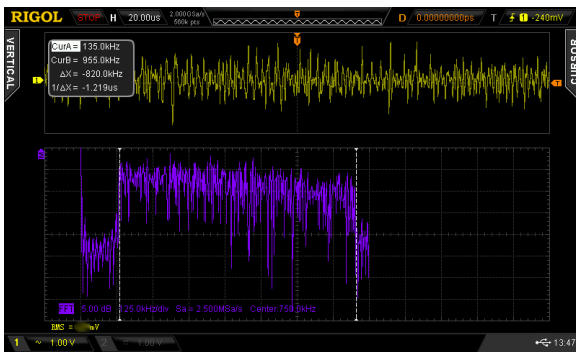 RIGOL STOP H 20.00us 2.000GSa/s 560k pts D 0.00000000ps T 1 -240mV
VERTICAL
CURSOR
CurA = 135.0kHz
CurB = 955.0kHz
ΔX = -820.0kHz
1/ΔX = -1.219us
FFT 5.00 dB 125.0kHz/div Sa = 2.500MSa/s Center 750.0kHz
RMS = mV
1 ~ 1.00 V 2 = 1.00 V 13:47